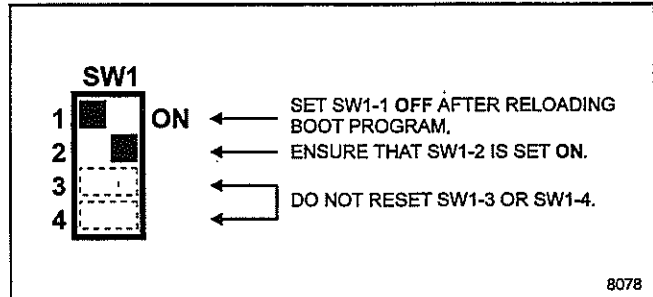 SW1
1 ON SET SW1-1 OFF AFTER RELOADING
BOOT PROGRAM.
2 ENSURE THAT SW1-2 IS SET ON.
3
DO NOT RESET SW1-3 OR SW1-4.
4
8078